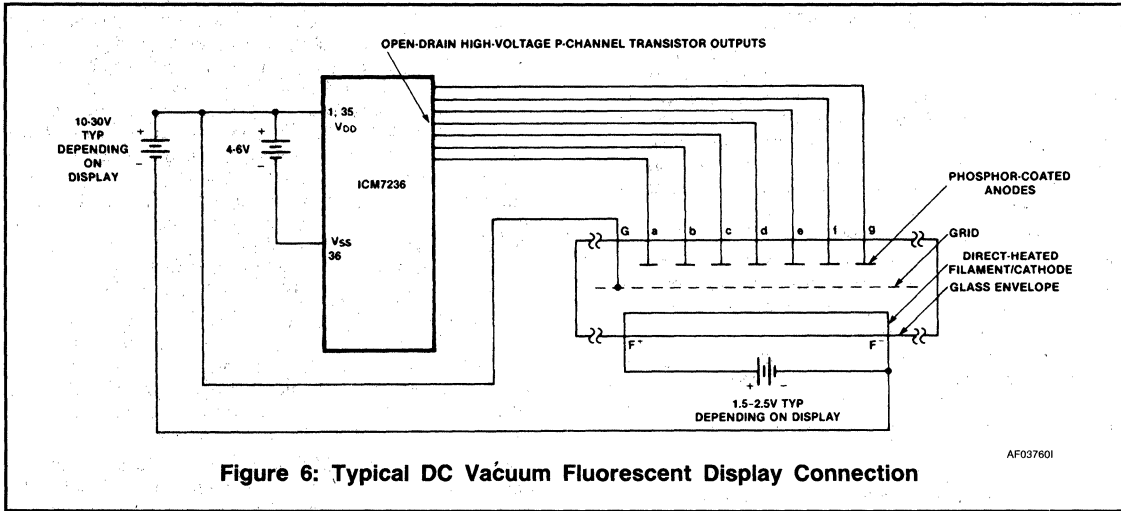 OPEN-DRAIN HIGH-VOLTAGE P-CHANNEL TRANSISTOR OUTPUTS
10-30V
TYP
DEPENDING
ON
DISPLAY
+
−
4-6V
+
−
1; 35
VDD
ICM7236
VSS
36
G a b c d e f g
PHOSPHOR-COATED
ANODES
GRID
DIRECT-HEATED
FILAMENT/CATHODE
GLASS ENVELOPE
F+
F−
+ −
1.5-2.5V TYP
DEPENDING ON DISPLAY
AF03760I
Figure 6: Typical DC Vacuum Fluorescent Display Connection